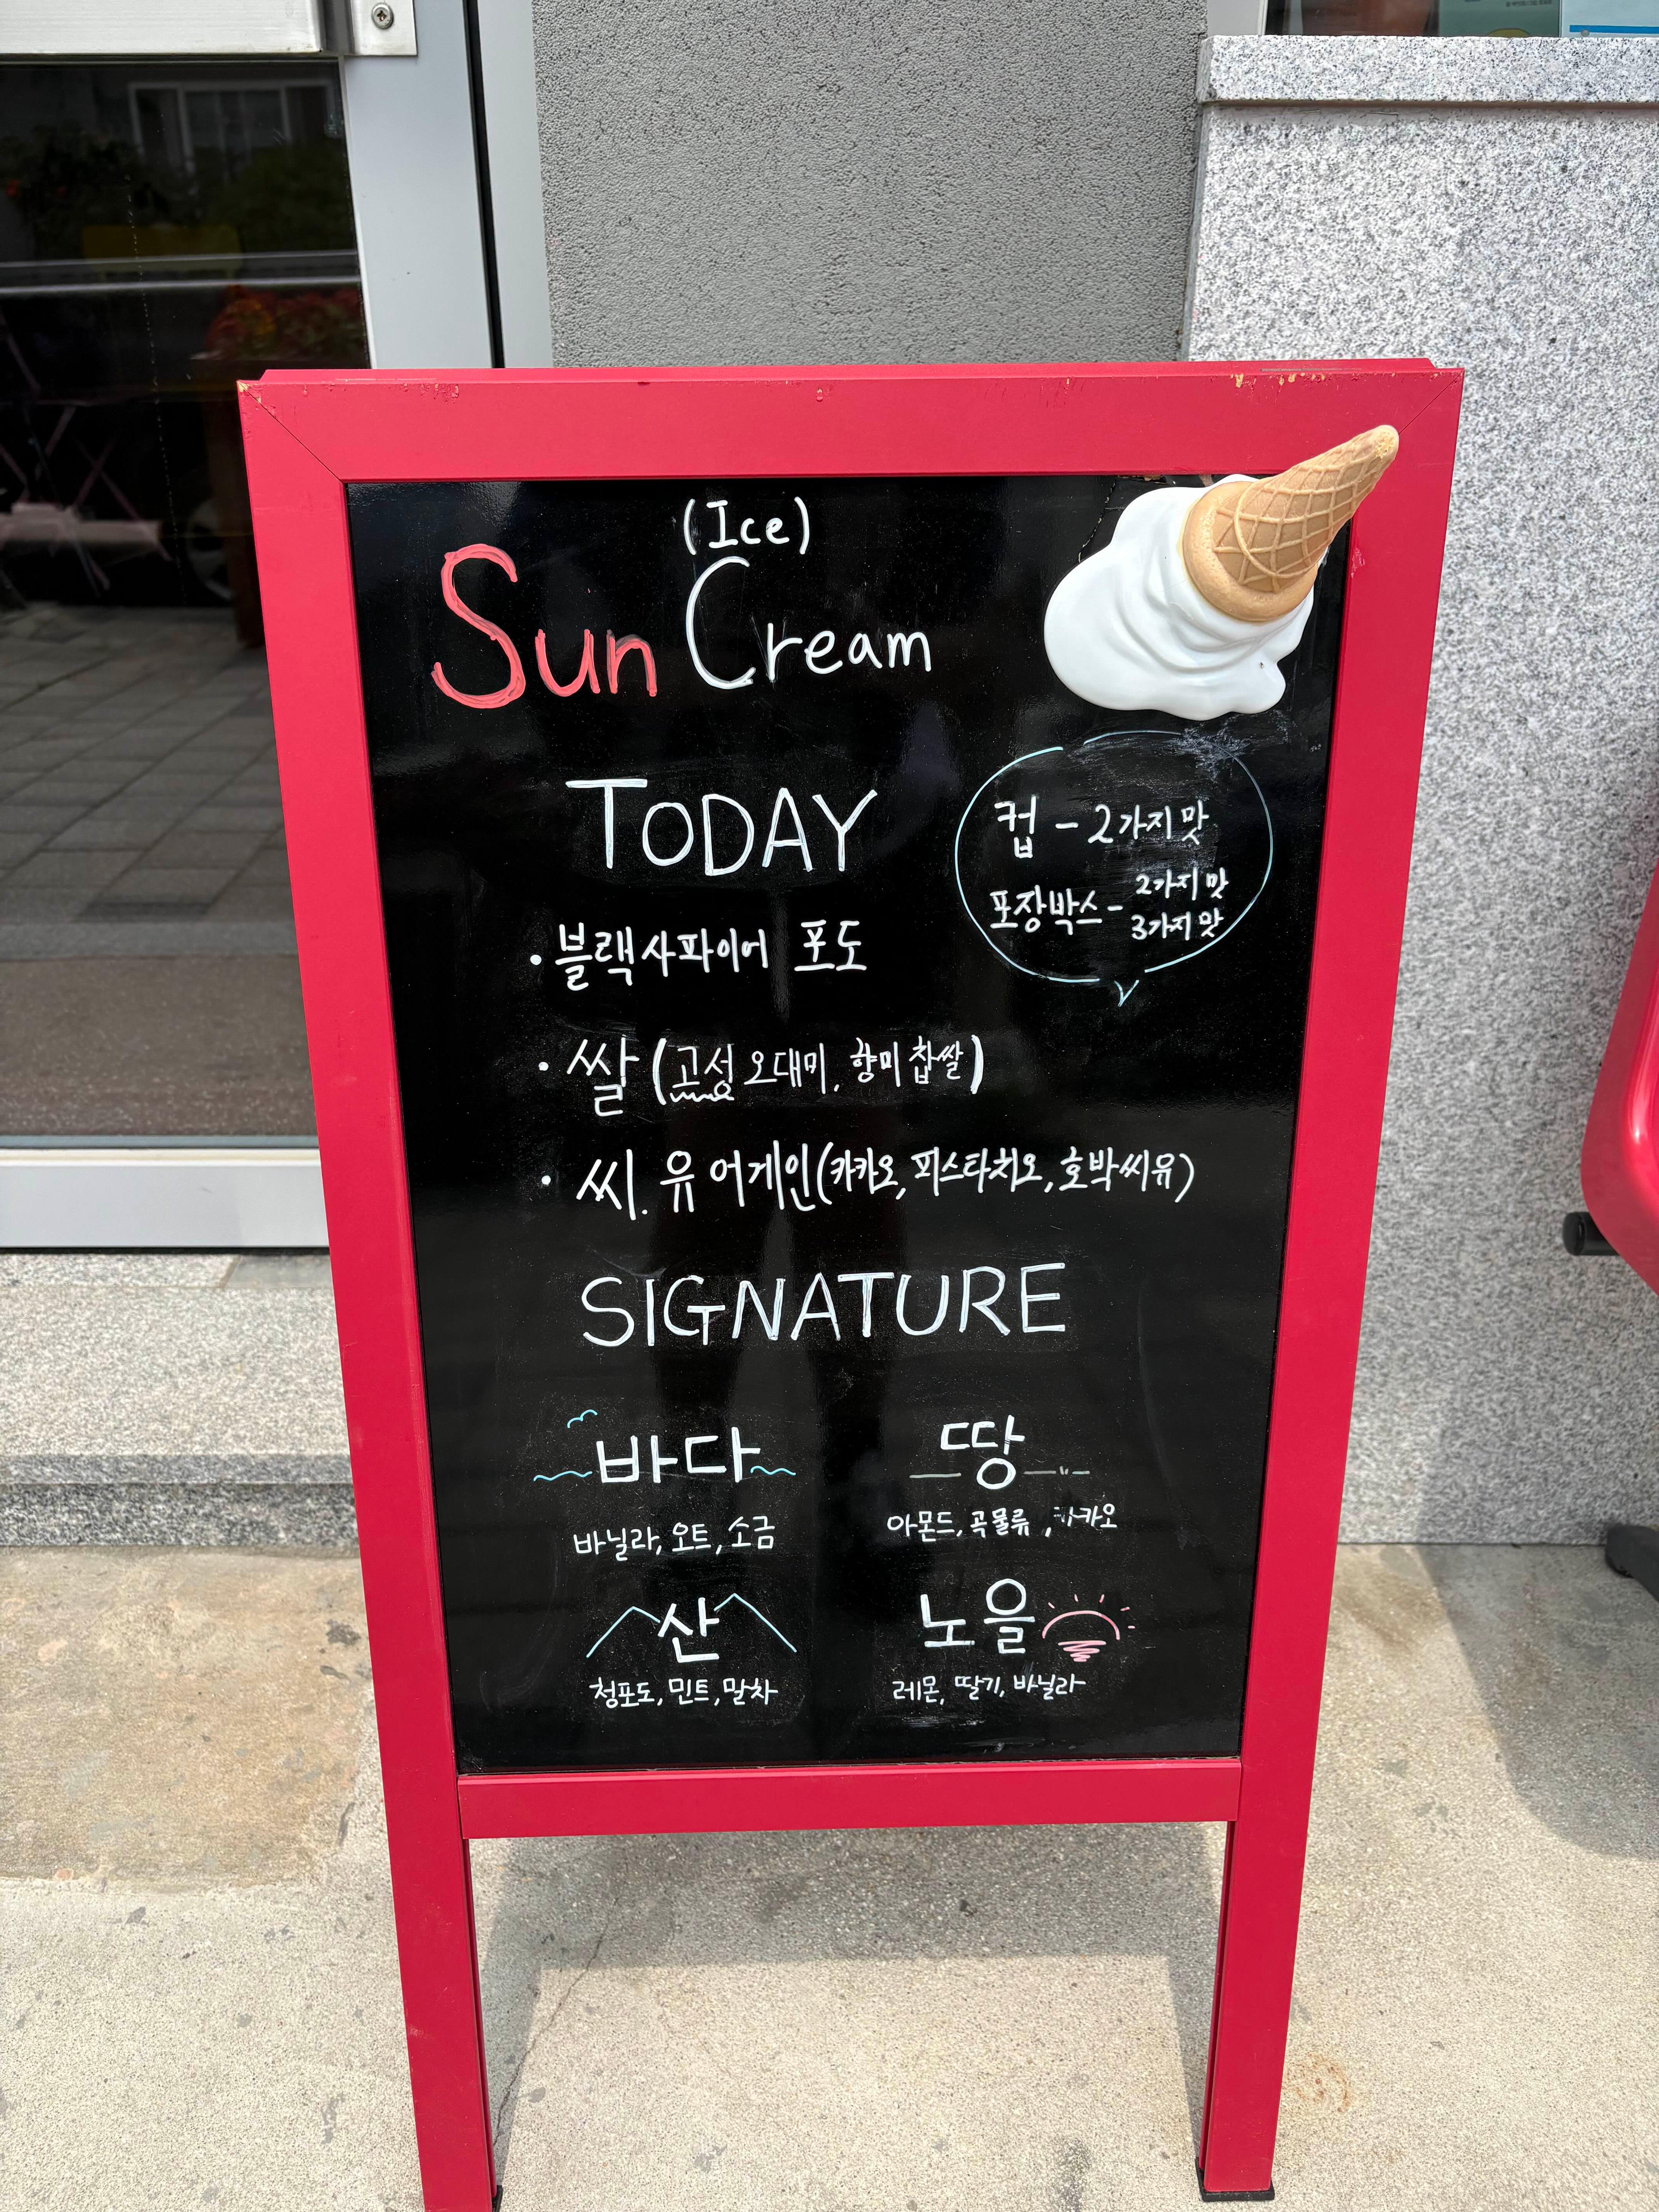 (Ice)
Sun Cream
TODAY
컵 - 2가지 맛
포장박스 - 2가지 맛
3가지 맛
· 블랙사파이어 포도
· 쌀 (고성 오대미, 향미 찹쌀)
· 씨. 유 어게인 (카카오, 피스타치오, 호박씨유)
SIGNATURE
바다
바닐라, 오트, 소금
땅
아몬드, 곡물류, 카카오
산
청포도, 민트, 말차
노을
레몬, 딸기, 바닐라